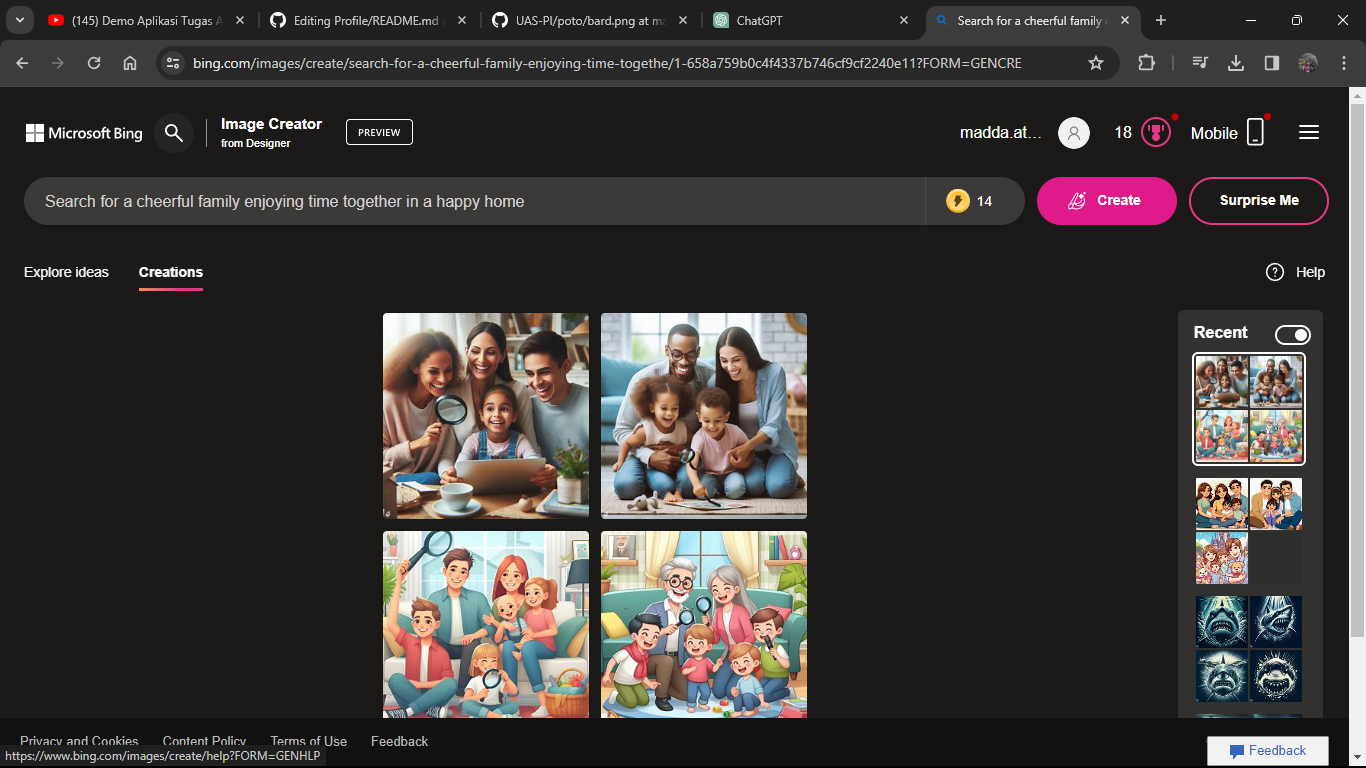 (145) Demo Aplikasi Tugas A
Editing Profile/README.md
UAS-PI/poto/bard.png at ma
ChatGPT
Search for a cheerful family e
bing.com/images/create/search-for-a-cheerful-family-enjoying-time-togethe/1-658a759b0c4f4337b746cf9cf2240e11?FORM=GENCRE
Microsoft Bing
Image Creator
from Designer
PREVIEW
madda.at...
18
Mobile
Search for a cheerful family enjoying time together in a happy home
14
Create
Surprise Me
Explore ideas
Creations
Help
Recent
Privacy and Cookies
Content Policy
Terms of Use
Feedback
https://www.bing.com/images/create/help?FORM=GENHLP
Feedback